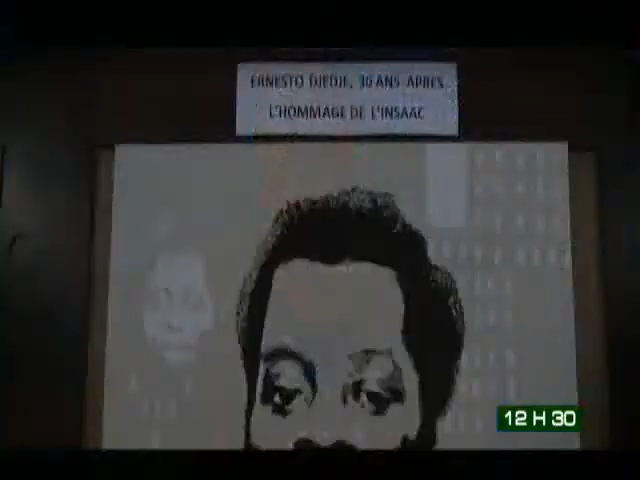 ERNESTO DJEDJE, 30 ANS APRES
L'HOMMAGE DE L'INSAAC
12 H 30